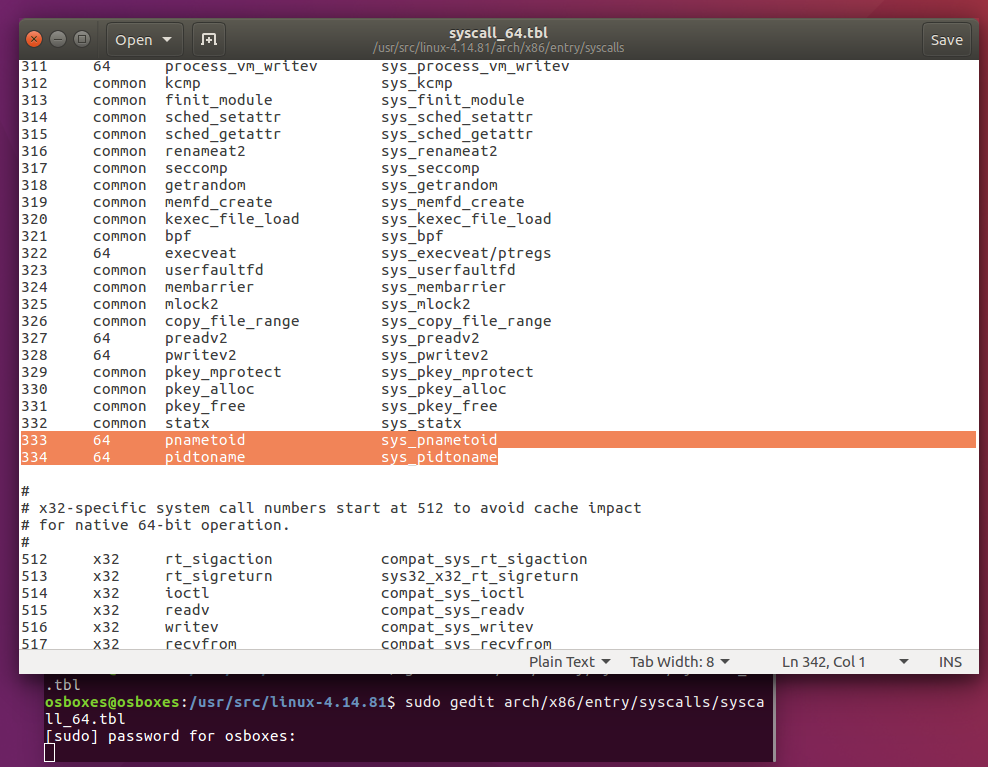 Open
syscall_64.tbl
/usr/src/linux-4.14.81/arch/x86/entry/syscalls
Save
311 64 process_vm_writev sys_process_vm_writev
312 common kcmp sys_kcmp
313 common finit_module sys_finit_module
314 common sched_setattr sys_sched_setattr
315 common sched_getattr sys_sched_getattr
316 common renameat2 sys_renameat2
317 common seccomp sys_seccomp
318 common getrandom sys_getrandom
319 common memfd_create sys_memfd_create
320 common kexec_file_load sys_kexec_file_load
321 common bpf sys_bpf
322 64 execveat sys_execveat/ptregs
323 common userfaultfd sys_userfaultfd
324 common membarrier sys_membarrier
325 common mlock2 sys_mlock2
326 common copy_file_range sys_copy_file_range
327 64 preadv2 sys_preadv2
328 64 pwritev2 sys_pwritev2
329 common pkey_mprotect sys_pkey_mprotect
330 common pkey_alloc sys_pkey_alloc
331 common pkey_free sys_pkey_free
332 common statx sys_statx
333 64 pnametoid sys_pnametoid
334 64 pidtoname sys_pidtoname
#
# x32-specific system call numbers start at 512 to avoid cache impact
# for native 64-bit operation.
#
512 x32 rt_sigaction compat_sys_rt_sigaction
513 x32 rt_sigreturn sys32_x32_rt_sigreturn
514 x32 ioctl compat_sys_ioctl
515 x32 readv compat_sys_readv
516 x32 writev compat_sys_writev
517 x32 recvfrom compat_sys_recvfrom
Plain Text Tab Width: 8 Ln 342, Col 1 INS
.tbl
osboxes@osboxes:/usr/src/linux-4.14.81$ sudo gedit arch/x86/entry/syscalls/sysca
ll_64.tbl
[sudo] password for osboxes: